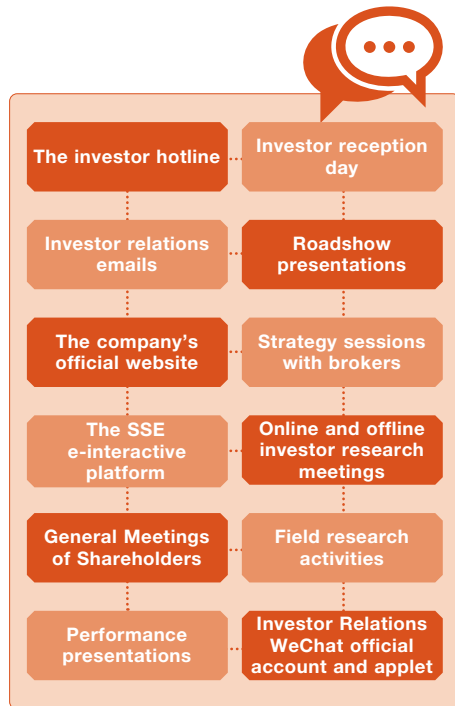 The investor hotline
Investor reception
day
Investor relations
emails
Roadshow
presentations
The company's
official website
Strategy sessions
with brokers
The SSE
e-interactive
platform
Online and offline
investor research
meetings
General Meetings
of Shareholders
Field research
activities
Performance
presentations
Investor Relations
WeChat official
account and applet